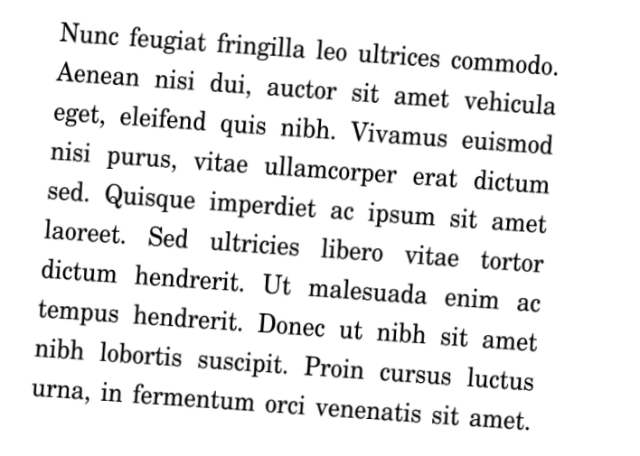 Nunc feugiat fringilla leo ultrices commodo.
Aenean nisi dui, auctor sit amet vehicula
eget, eleifend quis nibh. Vivamus euismod
nisi purus, vitae ullamcorper erat dictum
sed. Quisque imperdiet ac ipsum sit amet
laoreet. Sed ultricies libero vitae tortor
dictum hendrerit. Ut malesuada enim ac
tempus hendrerit. Donec ut nibh sit amet
nibh lobortis suscipit. Proin cursus luctus
urna, in fermentum orci venenatis sit amet.